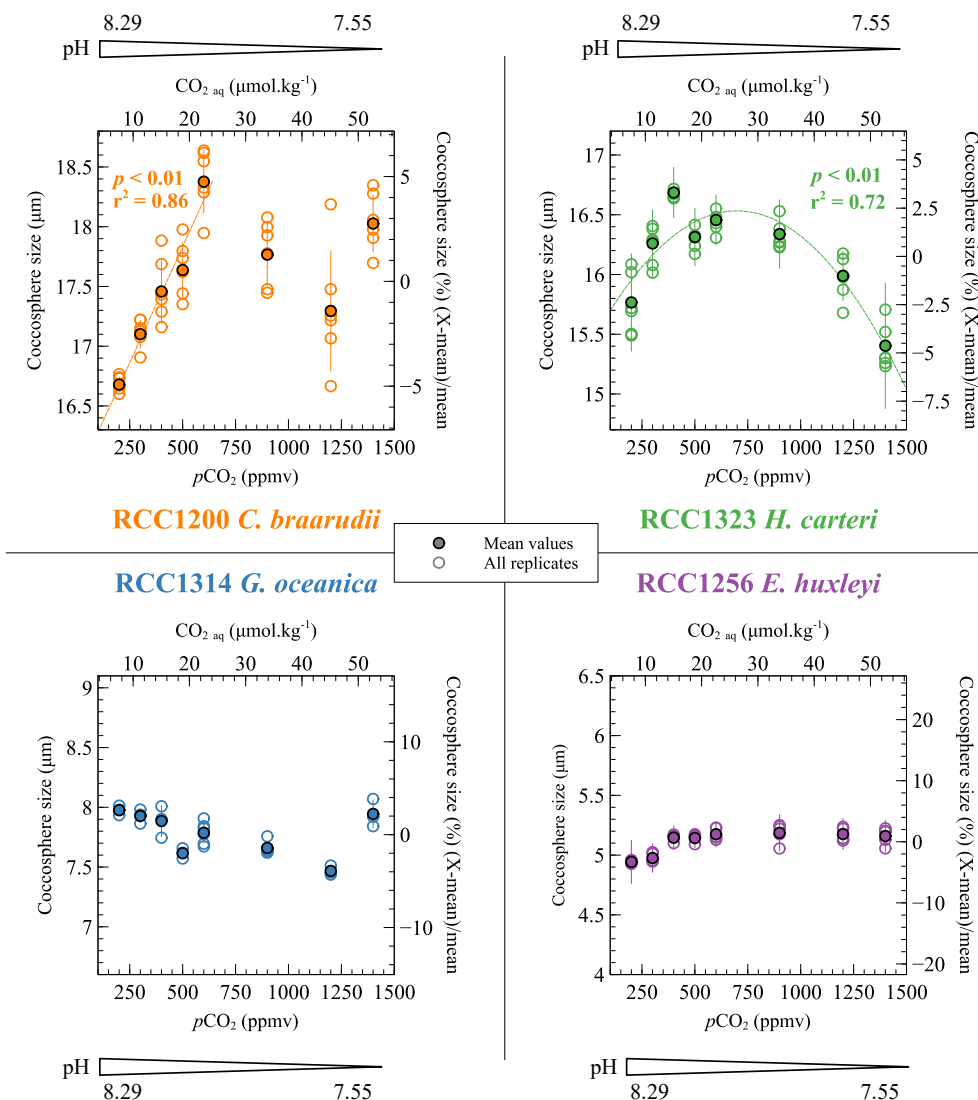 8.29 7.55
pH
CO2 aq (μmol.kg-1)
10 20 30 40 50
Coccosphere size (μm)
18.5
18
17.5
17
16.5
p < 0.01
r2 = 0.86
5
0
−5
Coccosphere size (%) (X-mean)/mean
250 500 750 1000 1250 1500
pCO2 (ppmv)
RCC1200 C. braarudii
8.29 7.55
pH
CO2 aq (μmol.kg-1)
10 20 30 40 50
Coccosphere size (μm)
17
16.5
16
15.5
15
p < 0.01
r2 = 0.72
5
2.5
0
−2.5
−5
−7.5
Coccosphere size (%) (X-mean)/mean
250 500 750 1000 1250 1500
pCO2 (ppmv)
RCC1323 H. carteri
Mean values
All replicates
RCC1314 G. oceanica
CO2 aq (μmol.kg-1)
10 20 30 40 50
Coccosphere size (μm)
9
8.5
8
7.5
7
10
0
−10
Coccosphere size (%) (X-mean)/mean
250 500 750 1000 1250 1500
pCO2 (ppmv)
pH
8.29 7.55
RCC1256 E. huxleyi
CO2 aq (μmol.kg-1)
10 20 30 40 50
Coccosphere size (μm)
6.5
6
5.5
5
4.5
4
20
10
0
−10
−20
Coccosphere size (%) (X-mean)/mean
250 500 750 1000 1250 1500
pCO2 (ppmv)
pH
8.29 7.55